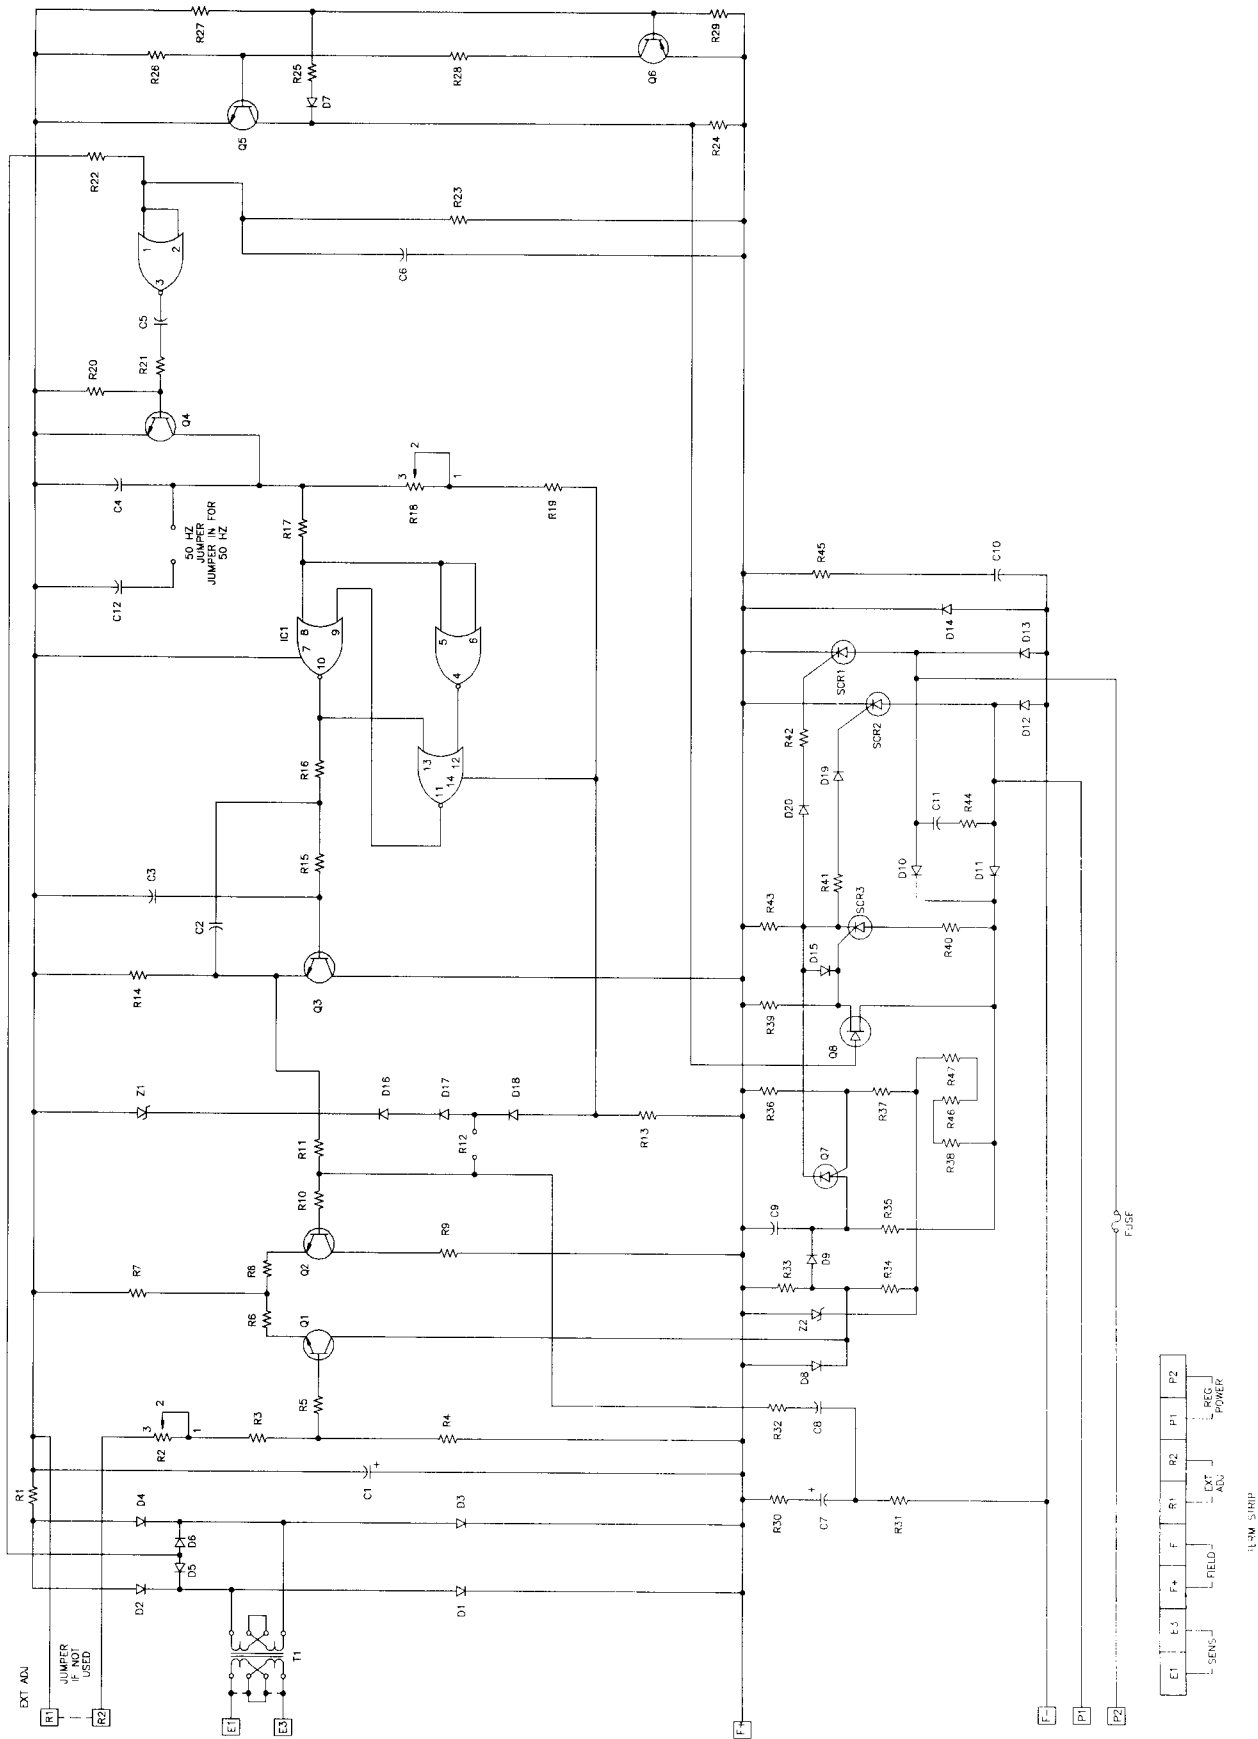 EXT ADJ
R1
JUMPER
IF NOT
USED
R2
E1
E3
T1
R1
D2
D4
D5
D6
D1
D3
C1
R2
3
2
1
R3
R4
R5
Q1
R6
R7
R8
Q2
R9
R10
R11
R12
Z1
D16
D17
D18
R13
R14
Q3
C2
C3
R15
R16
IC1
7
8
9
10
5
6
4
13
12
14
11
R17
C12
50 HZ
JUMPER
JUMPER IN FOR
50 HZ
C4
R18
3
2
1
R19
Q4
R20
R21
C5
3
1
2
R22
C6
R23
Q5
R26
R27
R25
D7
R28
Q6
R29
R24
F+
R30
C7
R31
R32
C8
D8
Z2
R33
D9
R34
C9
R35
Q7
R36
R37
R38
R46
R47
Q8
R39
D15
R43
SCR3
R40
R41
D19
D20
R42
SCR2
SCR1
D10
D11
C11
R44
D12
D13
D14
R45
C10
F-
P1
P2
FUSE
E1
E3
F+
F
R1
R2
P1
P2
SENS
FIELD
EXT
ADJ
REG
POWER
TERM STRIP